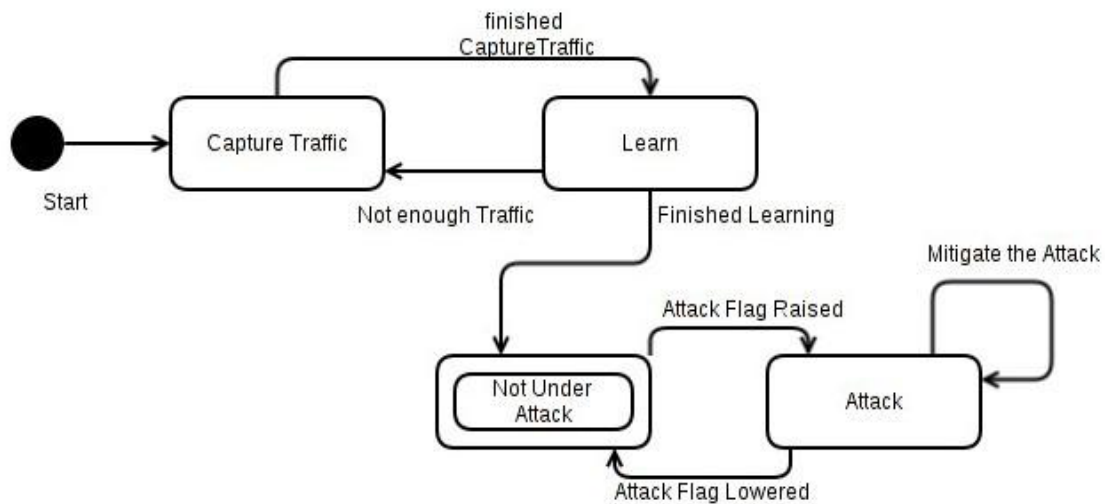 finished
CaptureTraffic
Capture Traffic
Learn
Start
Not enough Traffic
Finished Learning
Mitigate the Attack
Attack Flag Raised
Not Under
Attack
Attack
Attack Flag Lowered